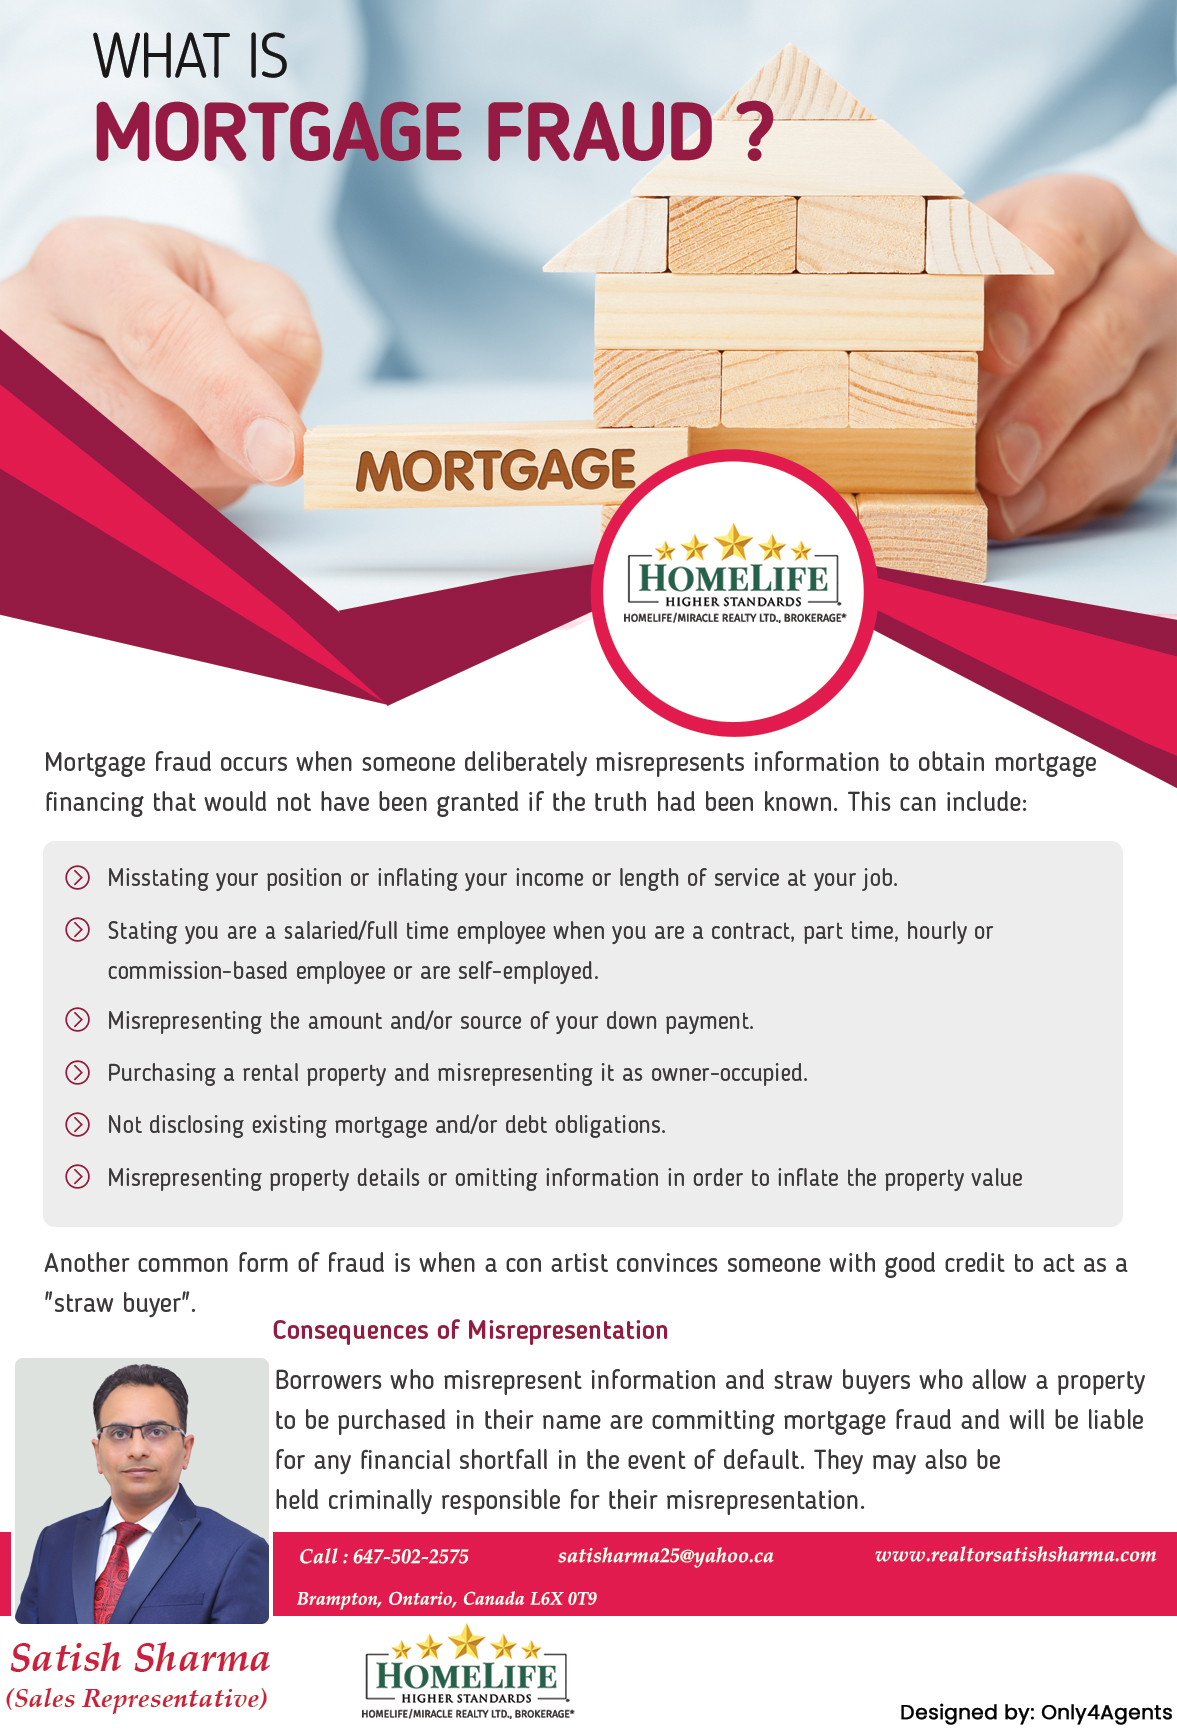 WHAT IS
MORTGAGE FRAUD ?
MORTGAGE
HOMELIFE
HIGHER STANDARDS
HOMELIFE/MIRACLE REALTY LTD., BROKERAGE*
Mortgage fraud occurs when someone deliberately misrepresents information to obtain mortgage
financing that would not have been granted if the truth had been known. This can include:
Misstating your position or inflating your income or length of service at your job.
Stating you are a salaried/full time employee when you are a contract, part time, hourly or
commission-based employee or are self-employed.
Misrepresenting the amount and/or source of your down payment.
Purchasing a rental property and misrepresenting it as owner-occupied.
Not disclosing existing mortgage and/or debt obligations.
Misrepresenting property details or omitting information in order to inflate the property value
Another common form of fraud is when a con artist convinces someone with good credit to act as a
"straw buyer".
Consequences of Misrepresentation
Borrowers who misrepresent information and straw buyers who allow a property
to be purchased in their name are committing mortgage fraud and will be liable
for any financial shortfall in the event of default. They may also be
held criminally responsible for their misrepresentation.
Call : 647-502-2575 satisharma25@yahoo.ca www.realtorsatishsharma.com
Brampton, Ontario, Canada L6X 0T9
Satish Sharma
(Sales Representative)
HOMELIFE
HIGHER STANDARDS
HOMELIFE/MIRACLE REALTY LTD., BROKERAGE*
Designed by: Only4Agents